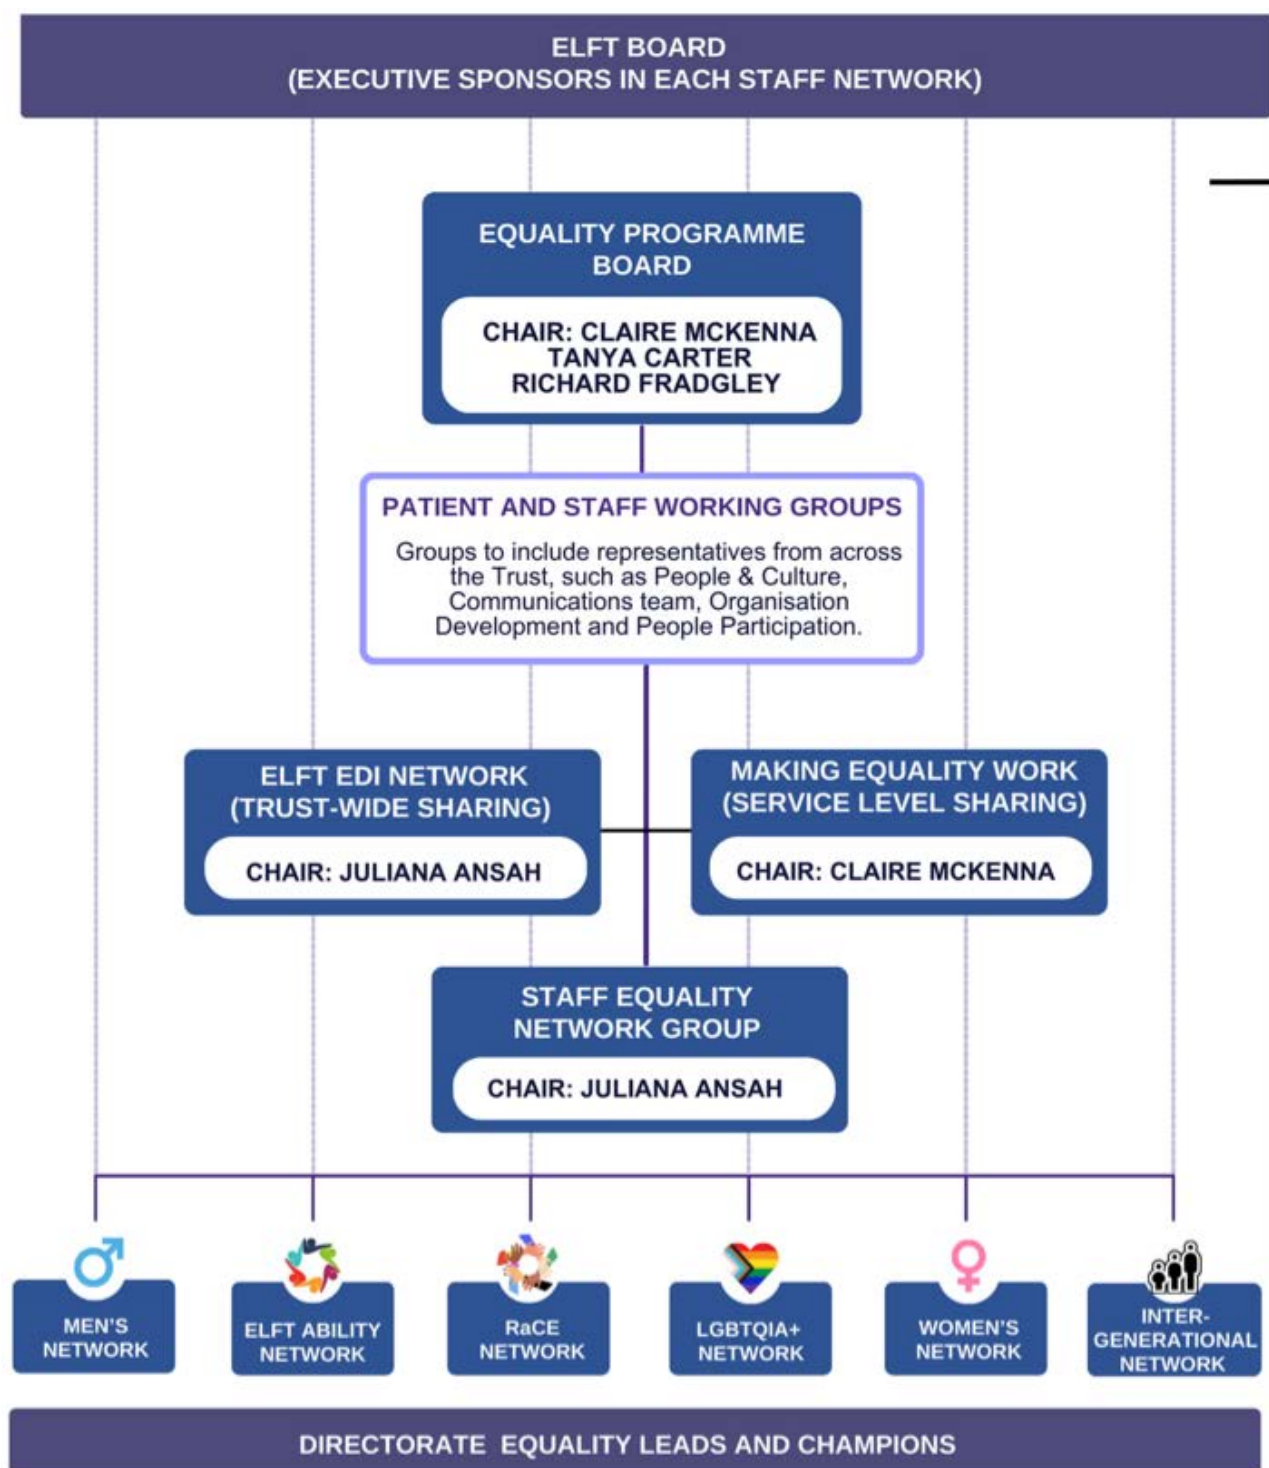 ELFT BOARD
(EXECUTIVE SPONSORS IN EACH STAFF NETWORK)
EQUALITY PROGRAMME
BOARD
CHAIR: CLAIRE MCKENNA
TANYA CARTER
RICHARD FRADGLEY
PATIENT AND STAFF WORKING GROUPS
Groups to include representatives from across
the Trust, such as People & Culture,
Communications team, Organisation
Development and People Participation.
ELFT EDI NETWORK
(TRUST-WIDE SHARING)
CHAIR: JULIANA ANSAH
MAKING EQUALITY WORK
(SERVICE LEVEL SHARING)
CHAIR: CLAIRE MCKENNA
STAFF EQUALITY
NETWORK GROUP
CHAIR: JULIANA ANSAH
MEN'S
NETWORK
ELFT ABILITY
NETWORK
RaCE
NETWORK
LGBTQIA+
NETWORK
WOMEN'S
NETWORK
INTER-
GENERATIONAL
NETWORK
DIRECTORATE EQUALITY LEADS AND CHAMPIONS